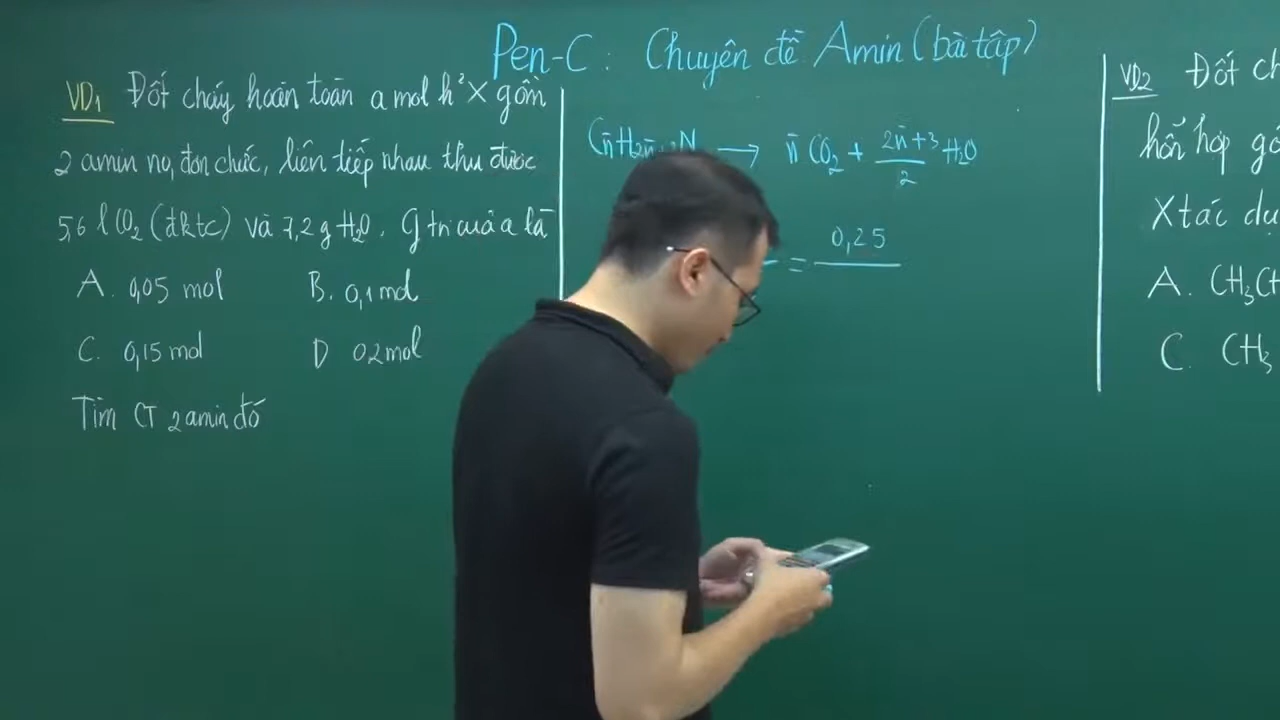 Pen-C: Chuyên đề Amin (bài tập)
VD1 Đốt cháy hoàn toàn a mol h² X gồm
2 amin no, đơn chức, liên tiếp nhau thu được
5,6 l CO₂ (đktc) và 7,2 g H₂O. G trị của a là
A. 0,05 mol B. 0,1 mol
C. 0,15 mol D 0,2 mol
Tìm CT 2 amin đó
→ n̄ CO₂ + (2n̄+3)/2 H₂O
= 0,25
VD2 Đốt ch
hỗn hợp gồ
X tác dụ
A. CH₃CH
C. CH₃